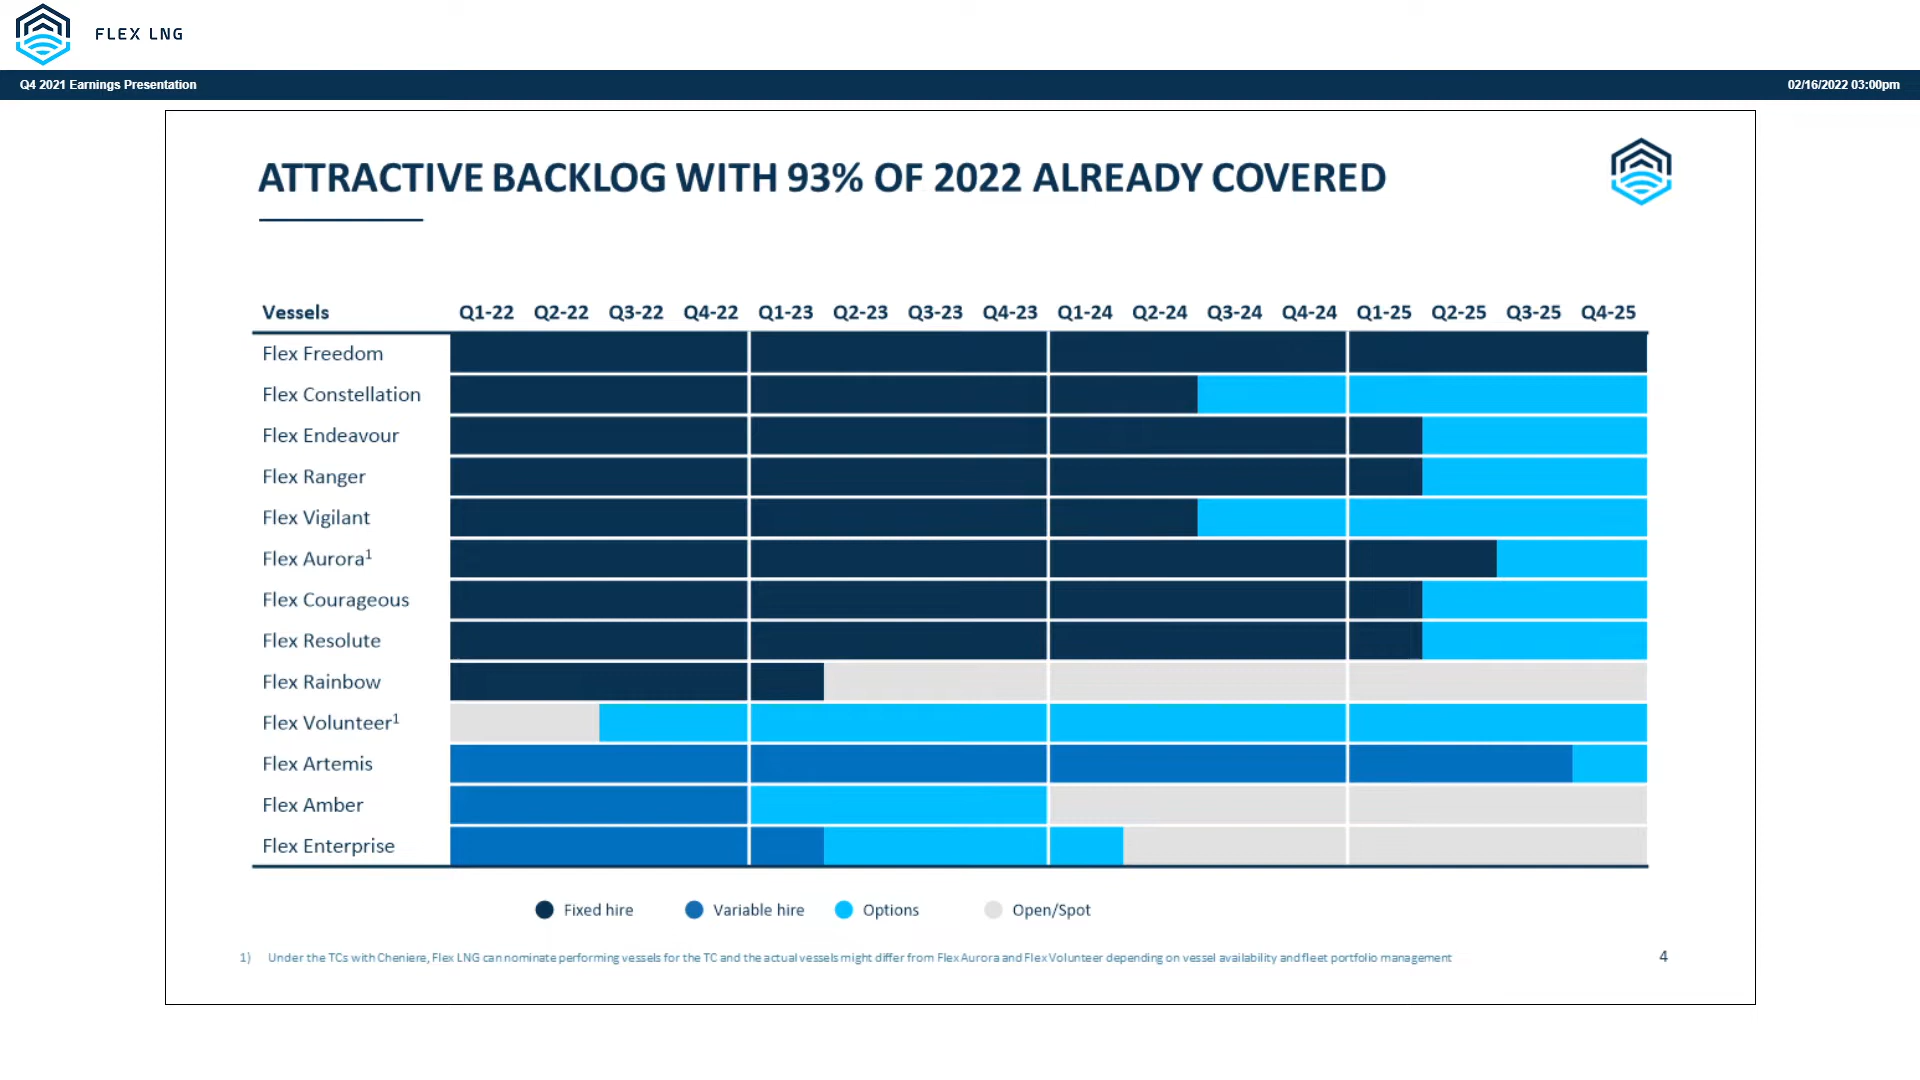 FLEX LNG
Q4 2021 Earnings Presentation 02/16/2022 03:00pm
ATTRACTIVE BACKLOG WITH 93% OF 2022 ALREADY COVERED
Vessels Q1-22 Q2-22 Q3-22 Q4-22 Q1-23 Q2-23 Q3-23 Q4-23 Q1-24 Q2-24 Q3-24 Q4-24 Q1-25 Q2-25 Q3-25 Q4-25
Flex Freedom
Flex Constellation
Flex Endeavour
Flex Ranger
Flex Vigilant
Flex Aurora¹
Flex Courageous
Flex Resolute
Flex Rainbow
Flex Volunteer¹
Flex Artemis
Flex Amber
Flex Enterprise
Fixed hire Variable hire Options Open/Spot
1) Under the TCs with Cheniere, Flex LNG can nominate performing vessels for the TC and the actual vessels might differ from Flex Aurora and Flex Volunteer depending on vessel availability and fleet portfolio management
4